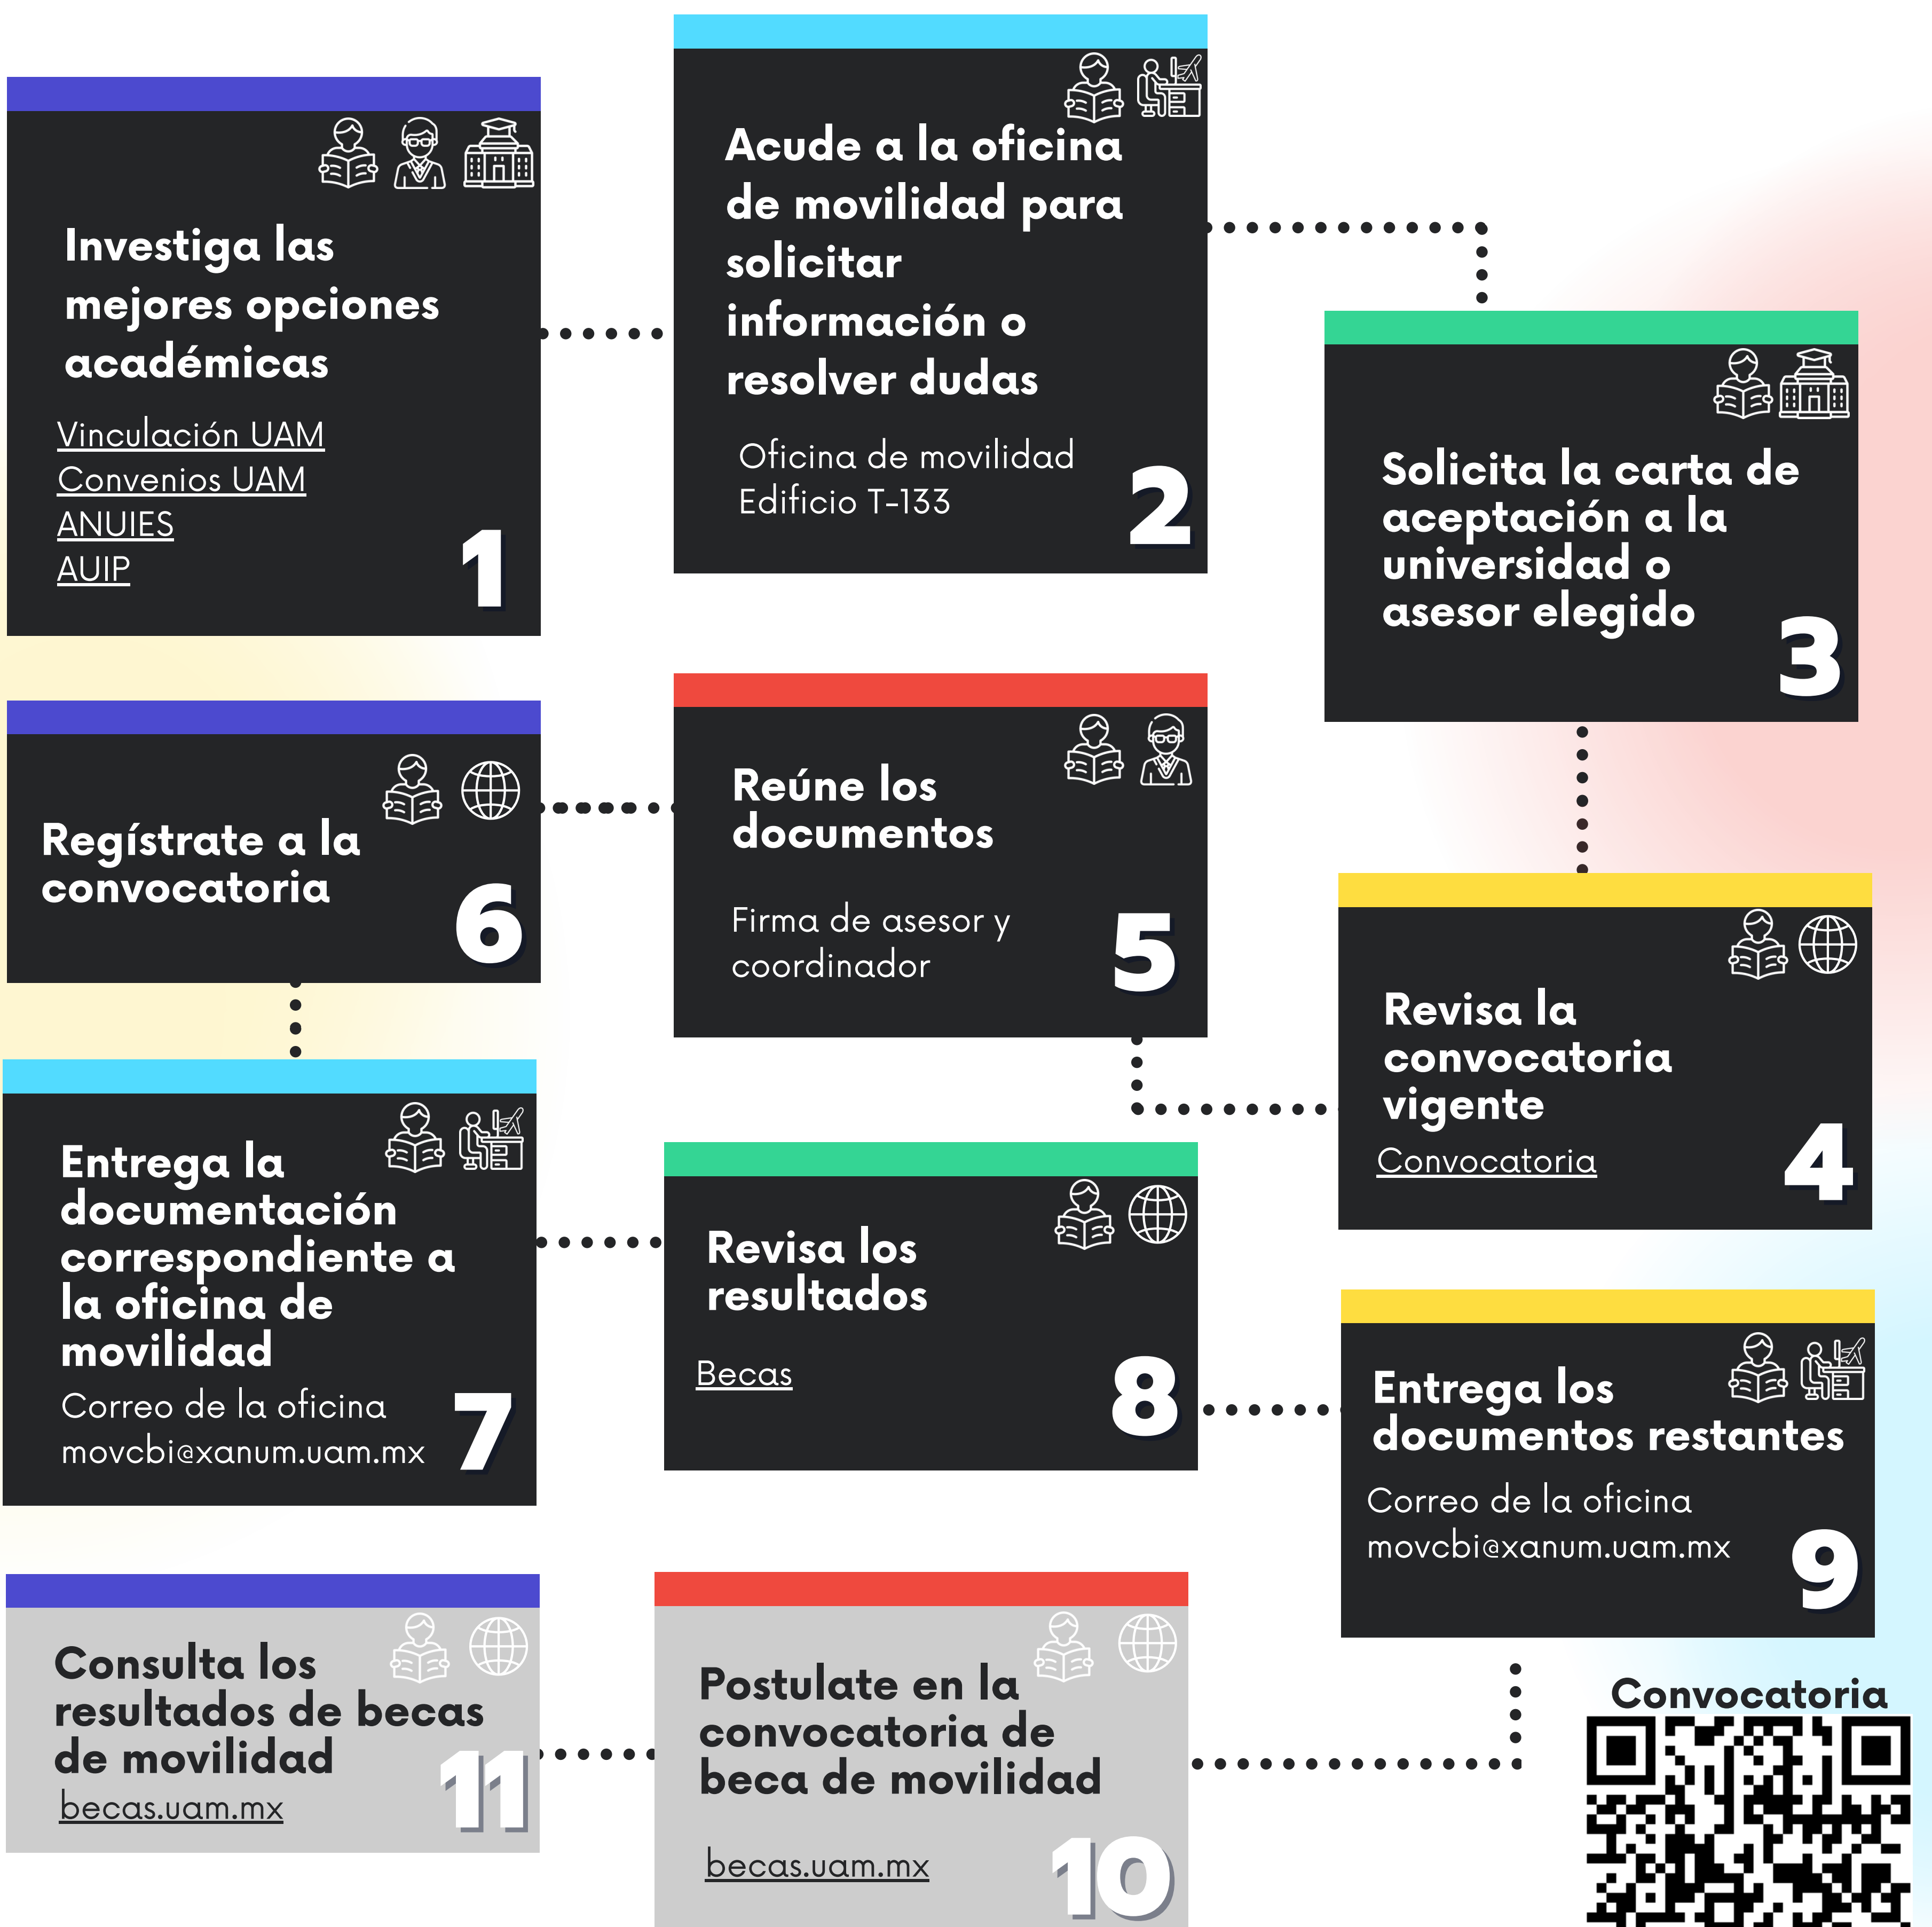 Investiga las
mejores opciones
académicas
Vinculación UAM
Convenios UAM
ANUIES
AUIP
1
Acude a la oficina
de movilidad para
solicitar
información o
resolver dudas
Oficina de movilidad
Edificio T-133
2
Solicita la carta de
aceptación a la
universidad o
asesor elegido
3
Revisa la
convocatoria
vigente
Convocatoria
4
Reúne los
documentos
Firma de asesor y
coordinador
5
Regístrate a la
convocatoria
6
Entrega la
documentación
correspondiente a
la oficina de
movilidad
Correo de la oficina
movcbi@xanum.uam.mx
7
Revisa los
resultados
Becas
8
Entrega los
documentos restantes
Correo de la oficina
movcbi@xanum.uam.mx
9
Postulate en la
convocatoria de
beca de movilidad
becas.uam.mx
10
Consulta los
resultados de becas
de movilidad
becas.uam.mx
11
Convocatoria